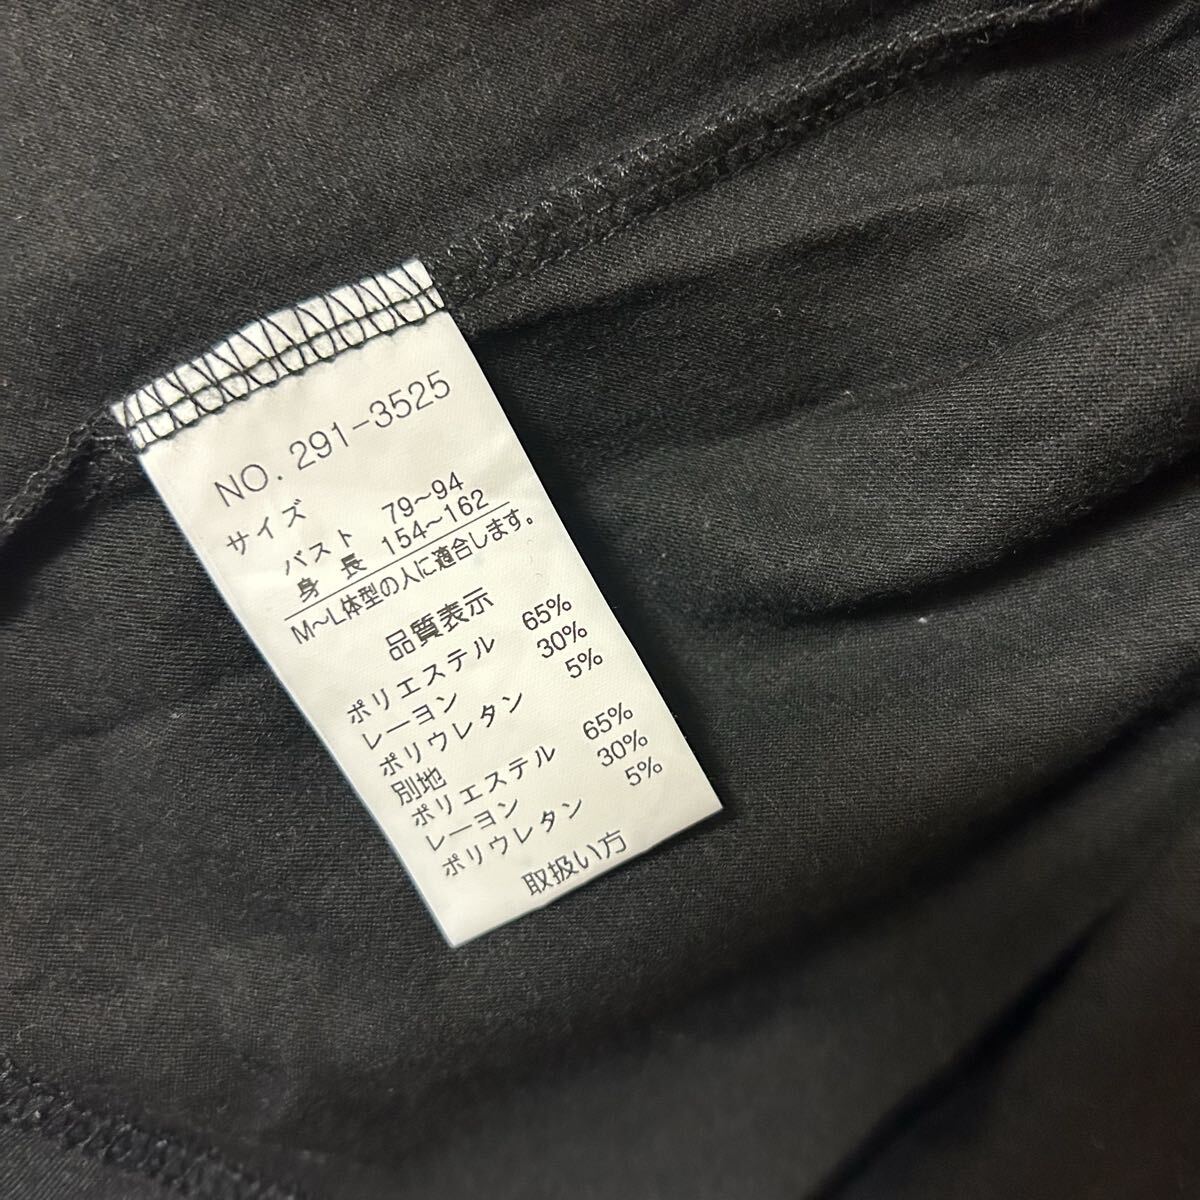 NO. 291-3525
サイズ
バスト 79～94
身長 154～162
M～L体型の人に適合します。
品質表示
ポリエステル 65%
レーヨン 30%
ポリウレタン 5%
別地
ポリエステル 65%
レーヨン 30%
ポリウレタン 5%
取扱い方